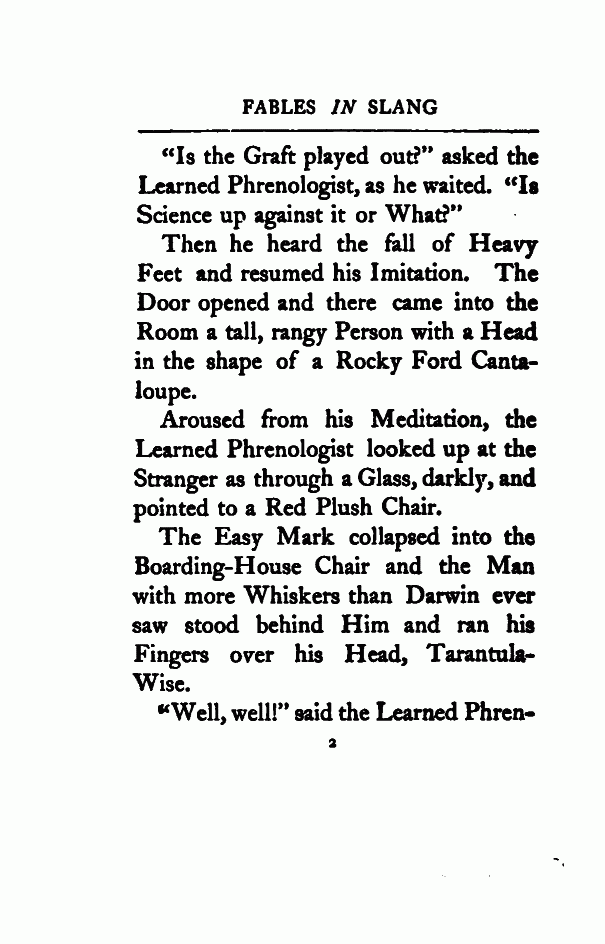 FABLES IN SLANG
“Is the Graft played out?” asked the
Learned Phrenologist, as he waited. “Is
Science up against it or What?”
Then he heard the fall of Heavy
Feet and resumed his Imitation. The
Door opened and there came into the
Room a tall, rangy Person with a Head
in the shape of a Rocky Ford Canta-
loupe.
Aroused from his Meditation, the
Learned Phrenologist looked up at the
Stranger as through a Glass, darkly, and
pointed to a Red Plush Chair.
The Easy Mark collapsed into the
Boarding-House Chair and the Man
with more Whiskers than Darwin ever
saw stood behind Him and ran his
Fingers over his Head, Tarantula-
Wise.
“Well, well!” said the Learned Phren-
2